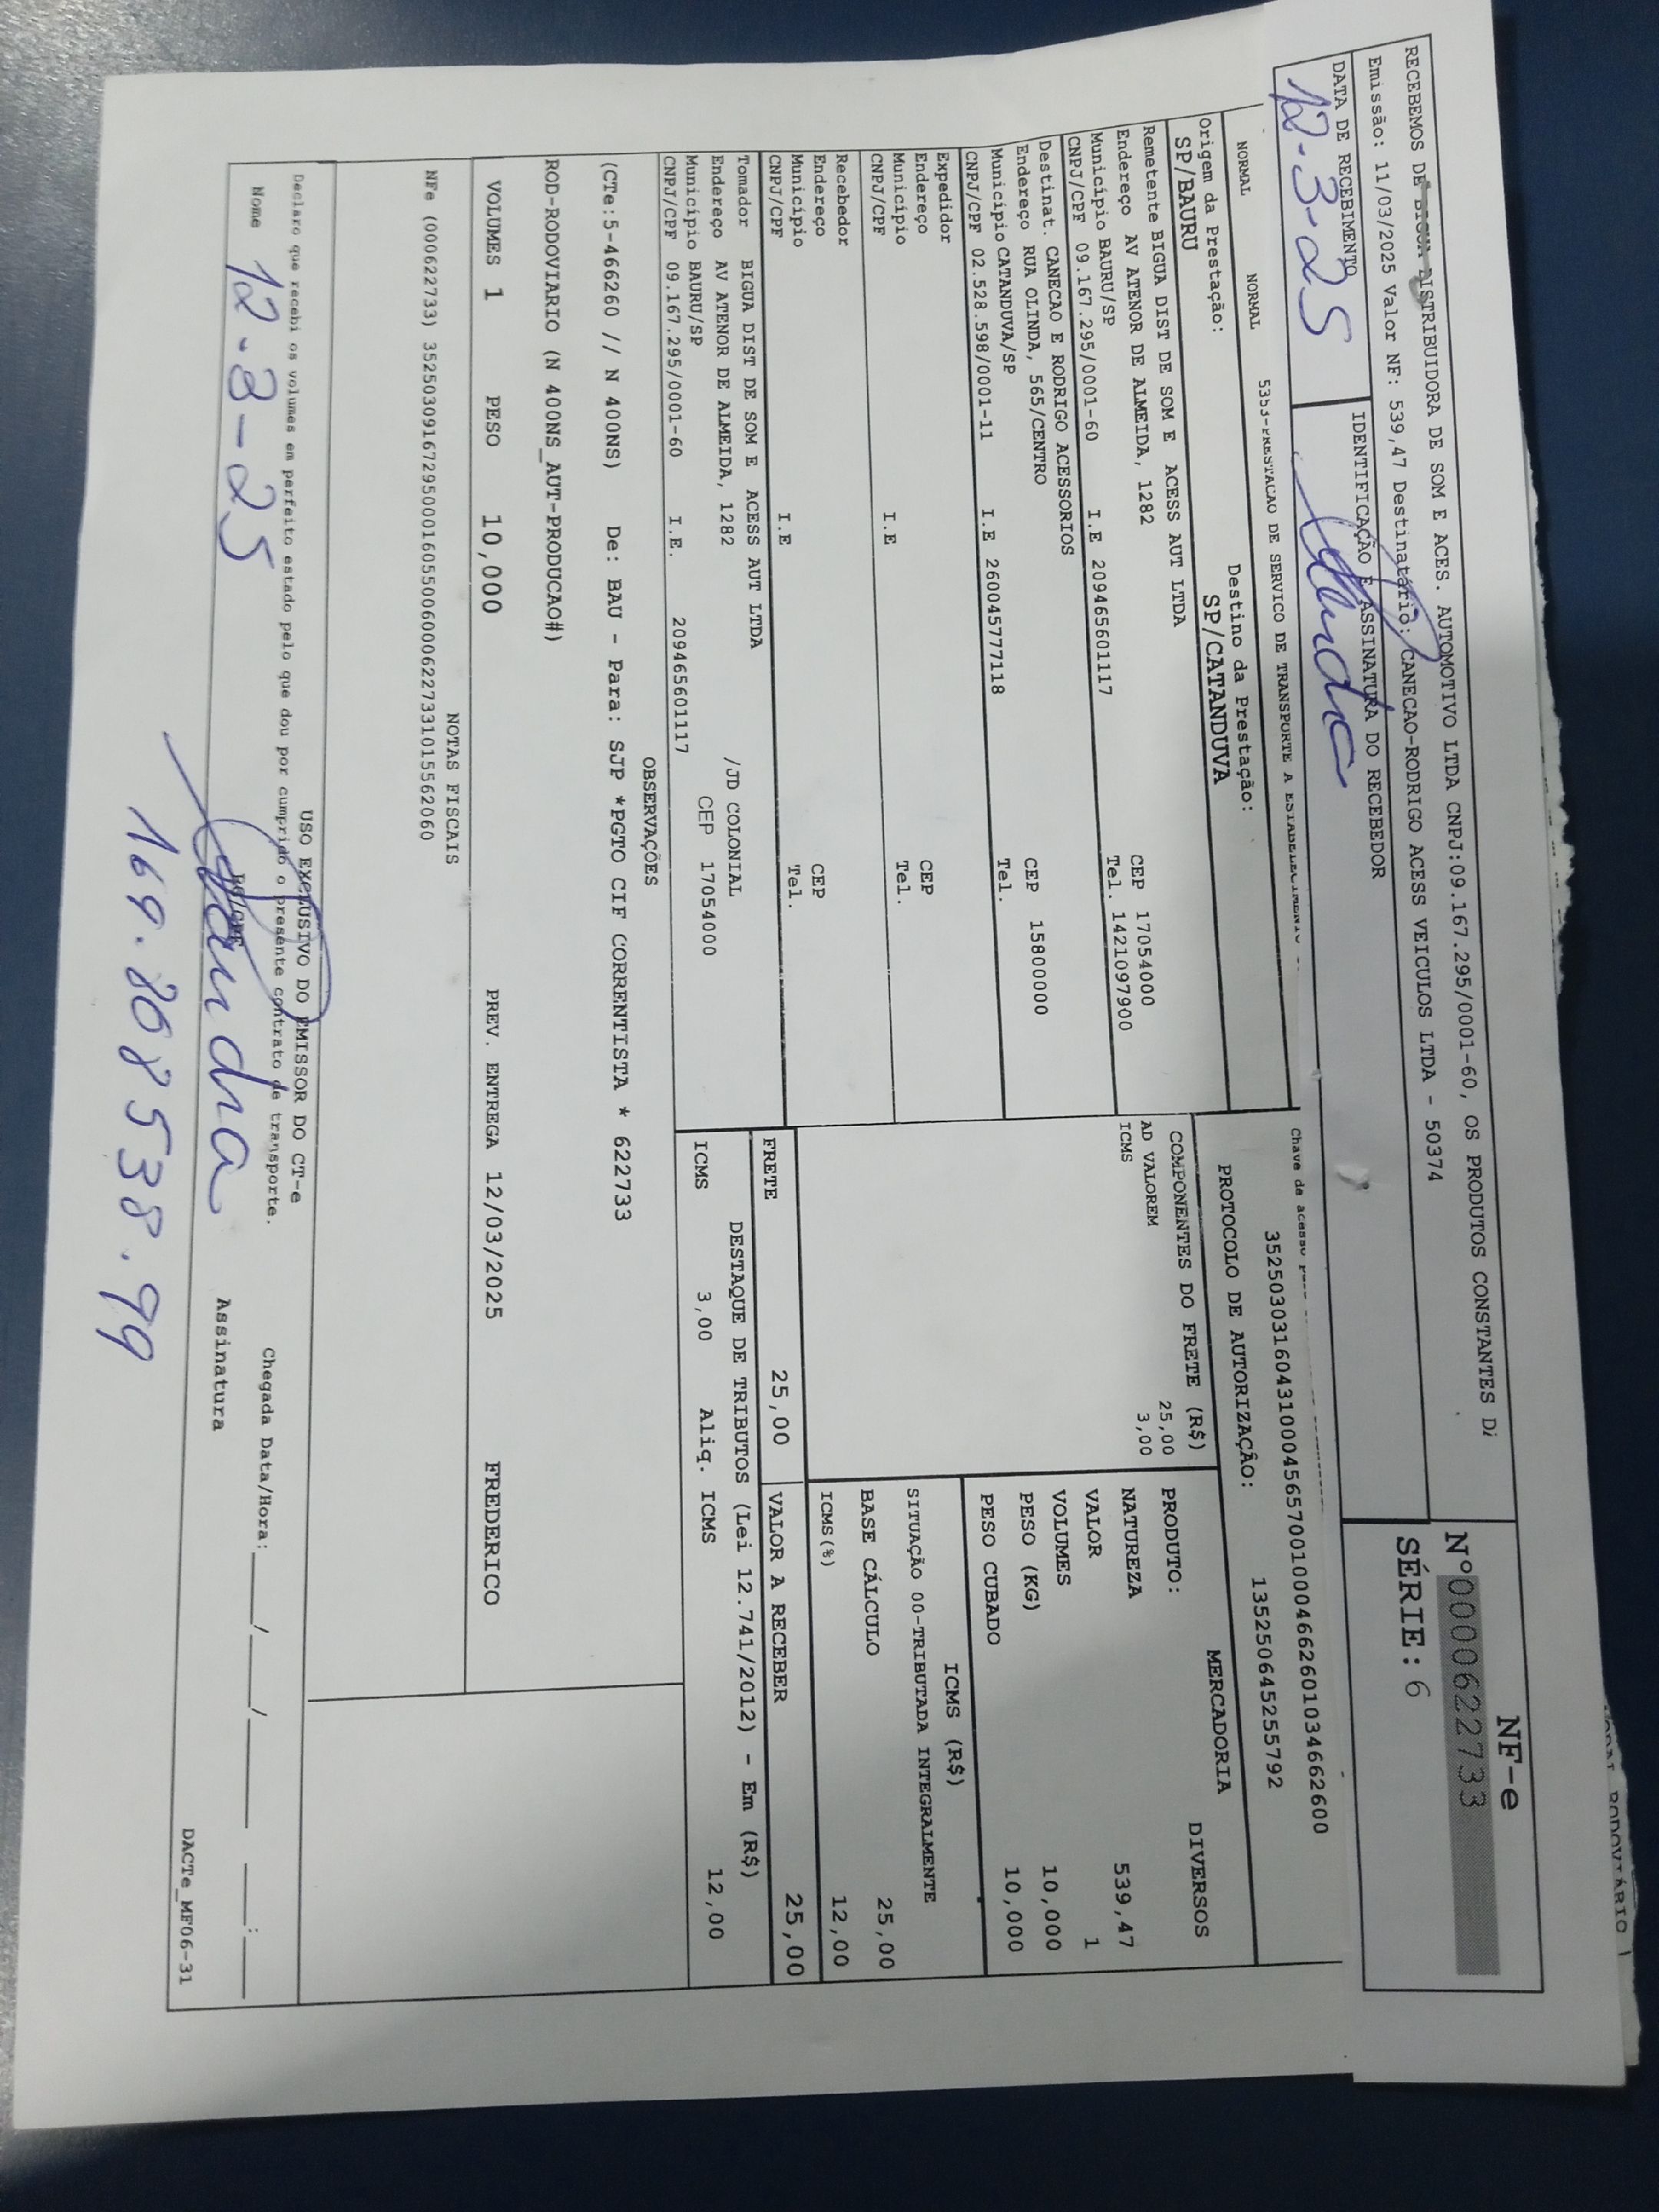 RECEBEMOS DE BIGUA DISTRIBUIDORA DE SOM E ACES. AUTOMOTIVO LTDA CNPJ:09.167.295/0001-60, OS PRODUTOS CONSTANTES
Emissão: 11/03/2025 Valor NF: 539,47 Destinatário: CANECAO-RODRIGO ACESS VEICULOS LTDA - 50374
DATA DE RECEBIMENTO
IDENTIFICAÇÃO E ASSINATURA DO RECEBEDOR
12-3-25
NF-e
Nº000622733
SÉRIE: 6
NORMAL NORMAL 5353-PRESTACAO DE SERVICO DE TRANSPORTE A
Chave de acesso
35250303160431000456570010004662601034662600
Origem da Prestação:
SP/BAURU
Destino da Prestação:
SP/CATANDUVA
PROTOCOLO DE AUTORIZAÇÃO: 135250645255792
Remetente BIGUA DIST DE SOM E ACESS AUT LTDA
Endereço AV ATENOR DE ALMEIDA, 1282 CEP 17054000
Município BAURU/SP Tel. 1421097900
CNPJ/CPF 09.167.295/0001-60 I.E 209465601117
Destinat. CANECAO E RODRIGO ACESSORIOS
Endereço RUA OLINDA, 565/CENTRO CEP 15800000
Município CATANDUVA/SP Tel.
CNPJ/CPF 02.528.598/0001-11 I.E 260045777118
Expedidor
Endereço CEP
Município Tel.
CNPJ/CPF I.E
Recebedor
Endereço CEP
Município Tel.
CNPJ/CPF I.E
COMPONENTES DO FRETE (R$)
AD VALOREM 25,00
ICMS 3,00
MERCADORIA
PRODUTO: DIVERSOS
NATUREZA
VALOR 539,47
VOLUMES 1
PESO (KG) 10,000
PESO CUBADO 10,000
ICMS (R$)
SITUAÇÃO 00-TRIBUTADA INTEGRALMENTE
BASE CÁLCULO 25,00
ICMS(%) 12,00
Tomador BIGUA DIST DE SOM E ACESS AUT LTDA
Endereço AV ATENOR DE ALMEIDA, 1282 /JD COLONIAL
Município BAURU/SP CEP 17054000
CNPJ/CPF 09.167.295/0001-60 I.E. 209465601117
FRETE 25,00 VALOR A RECEBER 25,00
DESTAQUE DE TRIBUTOS (Lei 12.741/2012) - Em (R$)
ICMS 3,00 Aliq. ICMS 12,00
OBSERVAÇÕES
(CTe:5-466260 // N 400NS) De: BAU - Para: SJP *PGTO CIF CORRENTISTA * 622733
ROD-RODOVIARIO (N 400NS_AUT-PRODUCAO#)
VOLUMES 1 PESO 10,000 PREV. ENTREGA 12/03/2025 FREDERICO
NOTAS FISCAIS
NFe (000622733) 35250309167295000160550060006227331015562060
USO EXCLUSIVO DO EMISSOR DO CT-e
Declaro que recebi os volumes em perfeito estado pelo que dou por cumprido o presente contrato de transporte.
Chegada Data/Hora:____/____/______ ____:____
Nome 12-3-25
Sandra
Assinatura
169.808538.99
DACTe_MF06-31